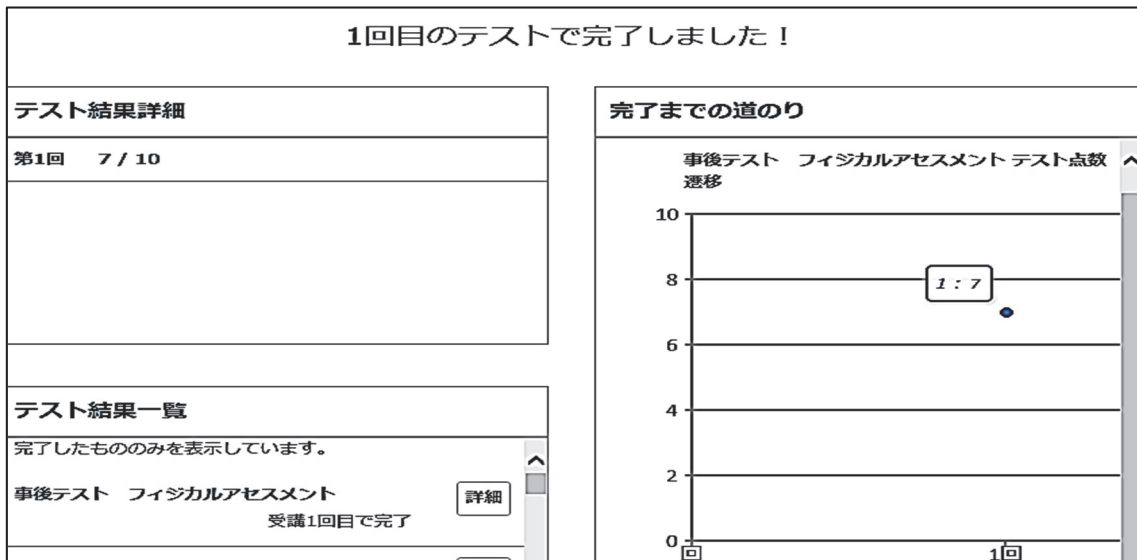 1回目のテストで完了しました！
テスト結果詳細
第1回 7 / 10
テスト結果一覧
完了したもののみを表示しています。
事後テスト フィジカルアセスメント
詳細
受講1回目で完了
完了までの道のり
事後テスト フィジカルアセスメント テスト点数
遷移
10
8
1 : 7
6
4
2
0
回
1回